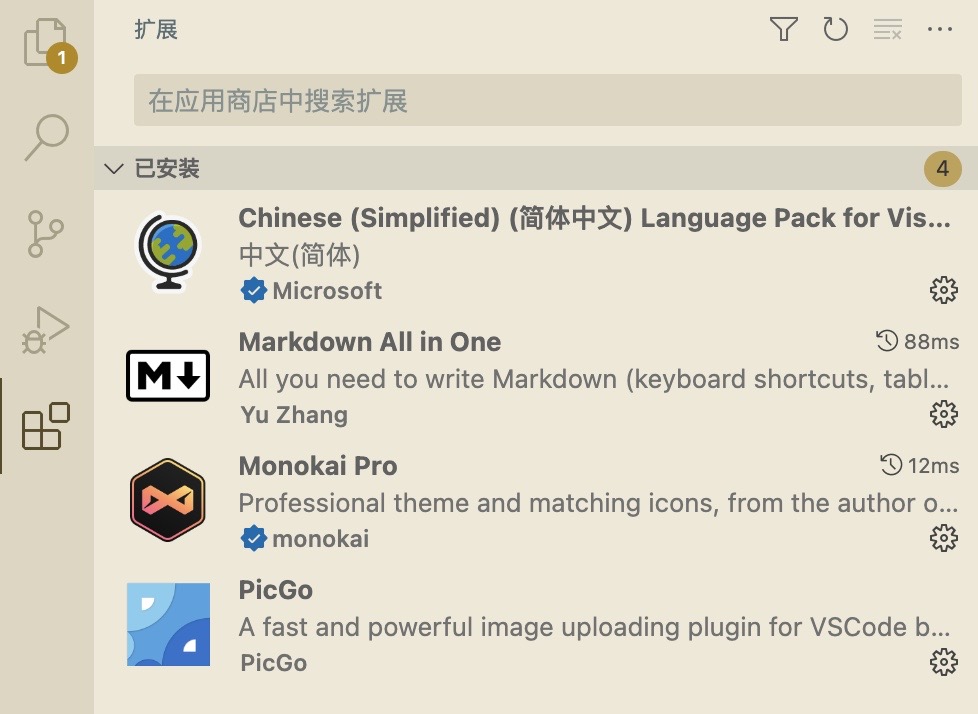 扩展
1
在应用商店中搜索扩展
已安装
4
Chinese (Simplified) (简体中文) Language Pack for Vis...
中文(简体)
Microsoft
Markdown All in One
88ms
M
All you need to write Markdown (keyboard shortcuts, tabl...
Yu Zhang
Monokai Pro
12ms
Professional theme and matching icons, from the author o...
monokai
PicGo
A fast and powerful image uploading plugin for VSCode b...
PicGo